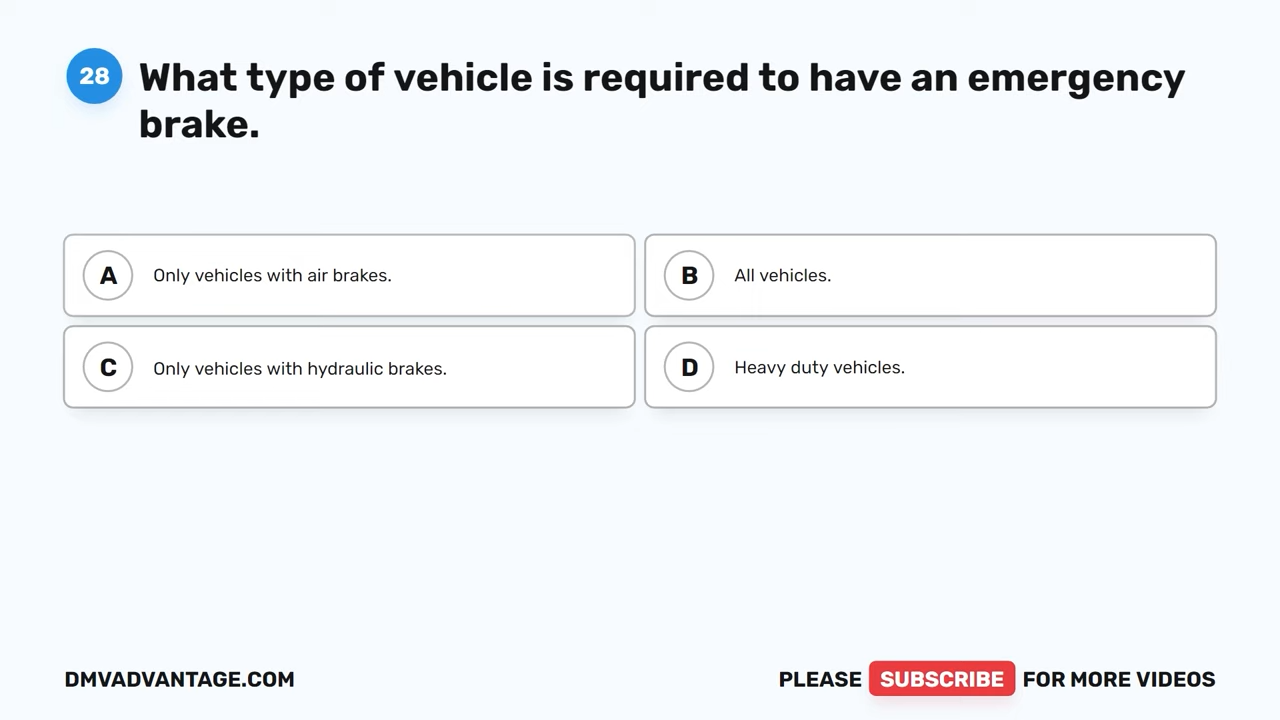 28
What type of vehicle is required to have an emergency
brake.
A
Only vehicles with air brakes.
B
All vehicles.
C
Only vehicles with hydraulic brakes.
D
Heavy duty vehicles.
DMVADVANTAGE.COM
PLEASE SUBSCRIBE FOR MORE VIDEOS